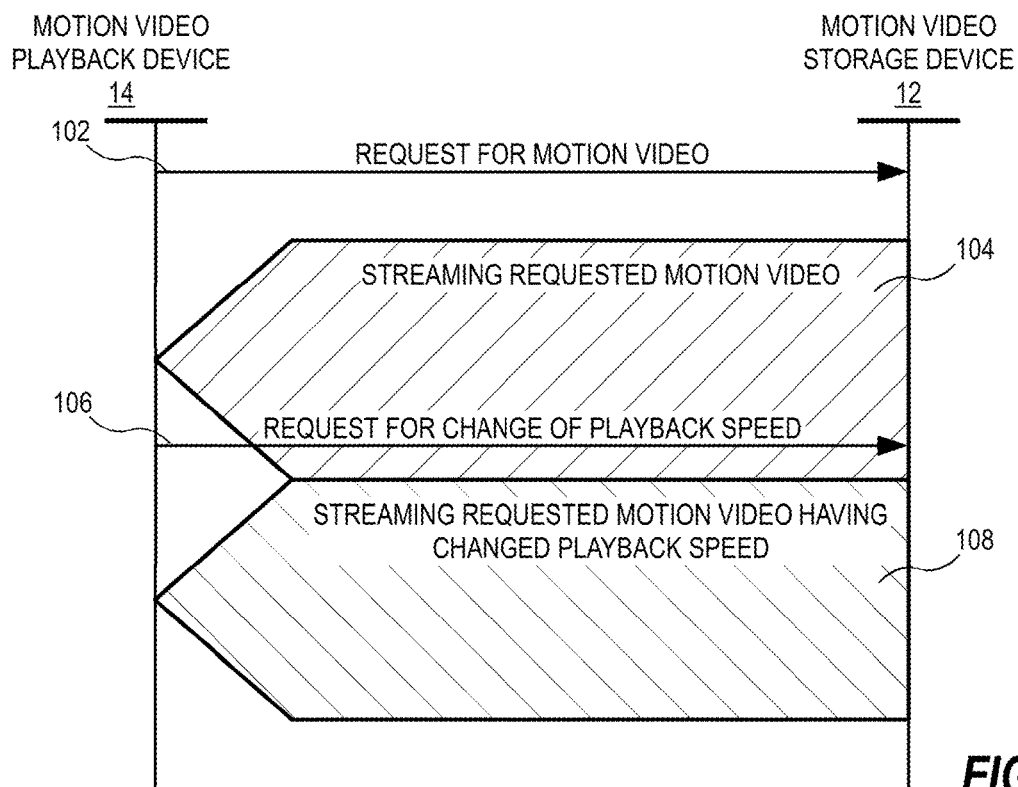 MOTION VIDEO
PLAYBACK DEVICE
14
MOTION VIDEO
STORAGE DEVICE
12
102
REQUEST FOR MOTION VIDEO
STREAMING REQUESTED MOTION VIDEO
104
106
REQUEST FOR CHANGE OF PLAYBACK SPEED
STREAMING REQUESTED MOTION VIDEO HAVING
CHANGED PLAYBACK SPEED
108
FIG